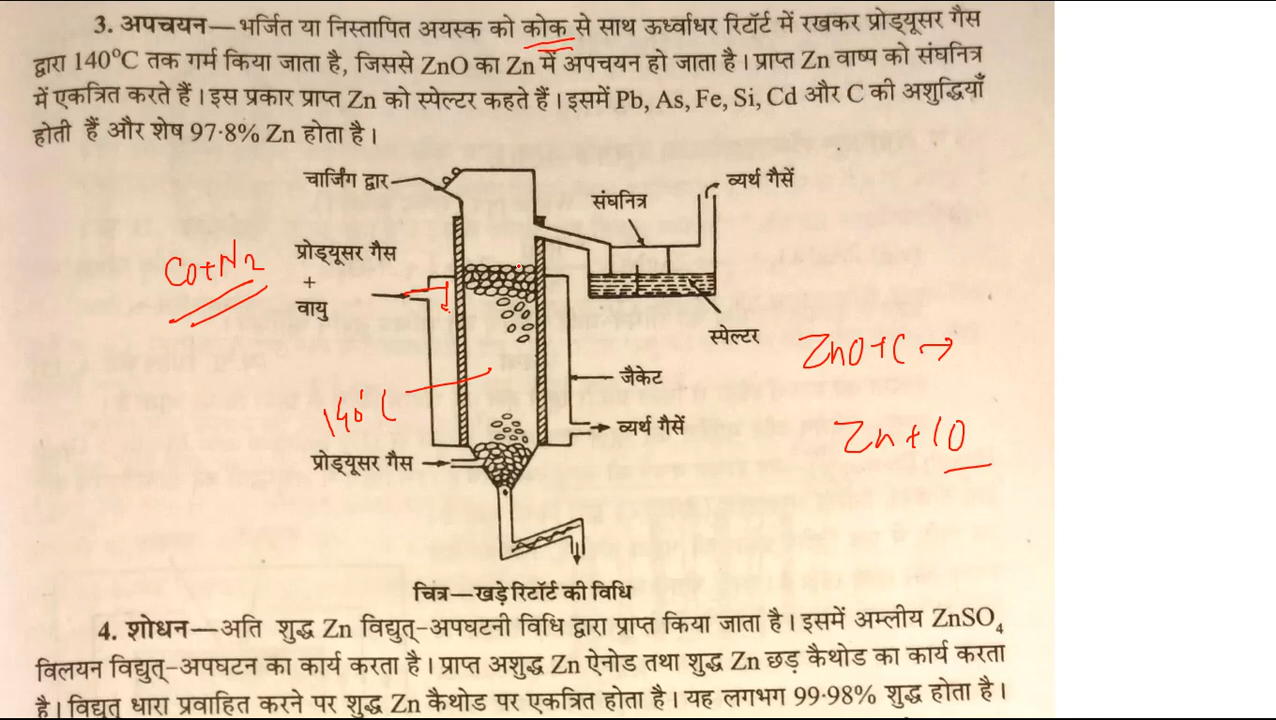 3. अपचयन—भर्जित या निस्तापित अयस्क को कोक से साथ ऊर्ध्वाधर रिटॉर्ट में रखकर प्रोड्यूसर गैस
द्वारा 140°C तक गर्म किया जाता है, जिससे ZnO का Zn में अपचयन हो जाता है। प्राप्त Zn वाष्प को संघनित्र
में एकत्रित करते हैं। इस प्रकार प्राप्त Zn को स्पेल्टर कहते हैं। इसमें Pb, As, Fe, Si, Cd और C की अशुद्धियाँ
होती हैं और शेष 97·8% Zn होता है।
चार्जिंग द्वार
व्यर्थ गैसें
संघनित्र
CO+N2
प्रोड्यूसर गैस
+
वायु
स्पेल्टर
ZnO+C →
जैकेट
140°C
व्यर्थ गैसें
Zn+CO
प्रोड्यूसर गैस
चित्र—खड़े रिटॉर्ट की विधि
4. शोधन—अति शुद्ध Zn विद्युत्-अपघटनी विधि द्वारा प्राप्त किया जाता है। इसमें अम्लीय ZnSO4
विलयन विद्युत्-अपघटन का कार्य करता है। प्राप्त अशुद्ध Zn ऐनोड तथा शुद्ध Zn छड़ कैथोड का कार्य करता
है। विद्युत् धारा प्रवाहित करने पर शुद्ध Zn कैथोड पर एकत्रित होता है। यह लगभग 99·98% शुद्ध होता है।